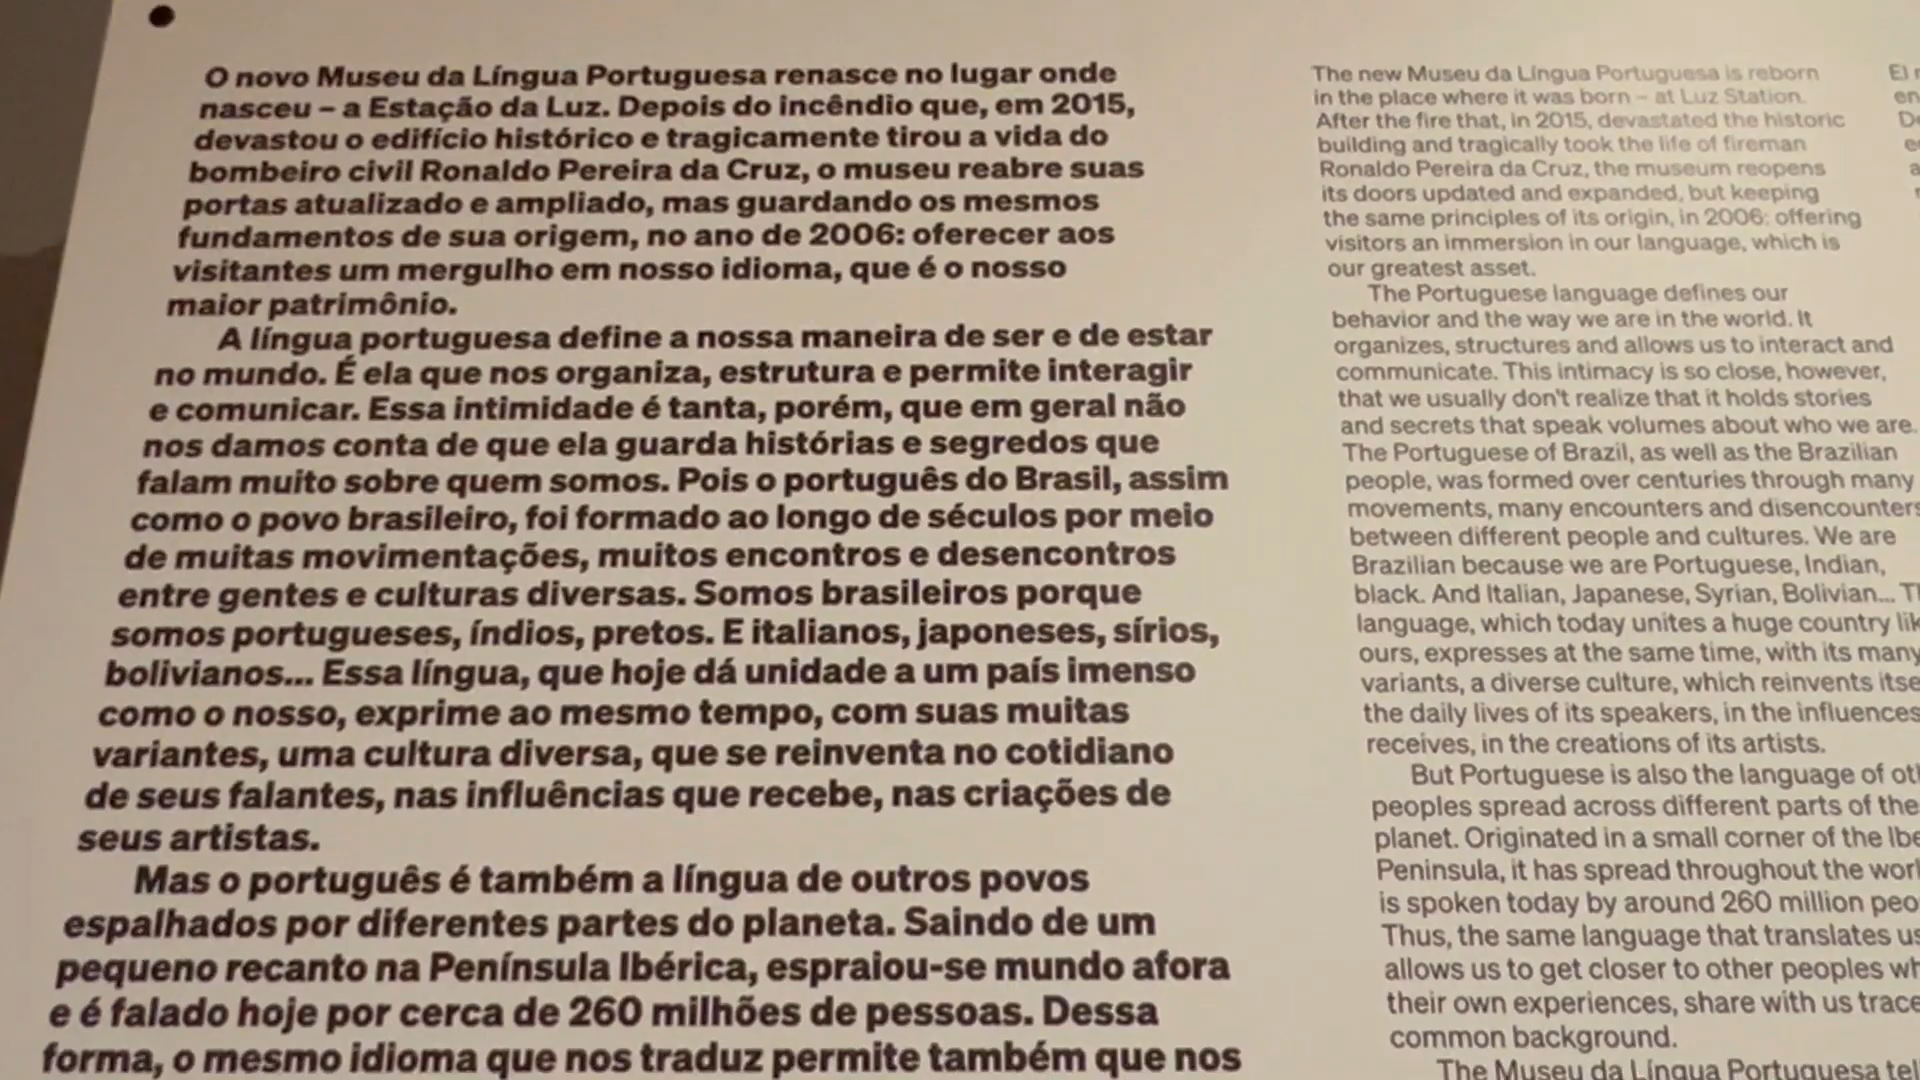 O novo Museu da Língua Portuguesa renasce no lugar onde
nasceu – a Estação da Luz. Depois do incêndio que, em 2015,
devastou o edifício histórico e tragicamente tirou a vida do
bombeiro civil Ronaldo Pereira da Cruz, o museu reabre suas
portas atualizado e ampliado, mas guardando os mesmos
fundamentos de sua origem, no ano de 2006: oferecer aos
visitantes um mergulho em nosso idioma, que é o nosso
maior patrimônio.
A língua portuguesa define a nossa maneira de ser e de estar
no mundo. É ela que nos organiza, estrutura e permite interagir
e comunicar. Essa intimidade é tanta, porém, que em geral não
nos damos conta de que ela guarda histórias e segredos que
falam muito sobre quem somos. Pois o português do Brasil, assim
como o povo brasileiro, foi formado ao longo de séculos por meio
de muitas movimentações, muitos encontros e desencontros
entre gentes e culturas diversas. Somos brasileiros porque
somos portugueses, índios, pretos. E italianos, japoneses, sírios,
bolivianos... Essa língua, que hoje dá unidade a um país imenso
como o nosso, exprime ao mesmo tempo, com suas muitas
variantes, uma cultura diversa, que se reinventa no cotidiano
de seus falantes, nas influências que recebe, nas criações de
seus artistas.
Mas o português é também a língua de outros povos
espalhados por diferentes partes do planeta. Saindo de um
pequeno recanto na Península Ibérica, espraiou-se mundo afora
e é falado hoje por cerca de 260 milhões de pessoas. Dessa
forma, o mesmo idioma que nos traduz permite também que nos
The new Museu da Língua Portuguesa is reborn
in the place where it was born – at Luz Station.
After the fire that, in 2015, devastated the historic
building and tragically took the life of fireman
Ronaldo Pereira da Cruz, the museum reopens
its doors updated and expanded, but keeping
the same principles of its origin, in 2006: offering
visitors an immersion in our language, which is
our greatest asset.
The Portuguese language defines our
behavior and the way we are in the world. It
organizes, structures and allows us to interact and
communicate. This intimacy is so close, however,
that we usually don't realize that it holds stories
and secrets that speak volumes about who we are.
The Portuguese of Brazil, as well as the Brazilian
people, was formed over centuries through many
movements, many encounters and disencounters
between different people and cultures. We are
Brazilian because we are Portuguese, Indian,
black. And Italian, Japanese, Syrian, Bolivian...
language, which today unites a huge country
ours, expresses at the same time, with its many
variants, a diverse culture, which reinvents
the daily lives of its speakers, in the influences
receives, in the creations of its artists.
But Portuguese is also the language of
peoples spread across different parts of the
planet. Originated in a small corner of the
Peninsula, it has spread throughout the
is spoken today by around 260 million
Thus, the same language that translates us
allows us to get closer to other peoples
their own experiences, share with us
common background.
The Museu da Língua Portuguesa
El
en